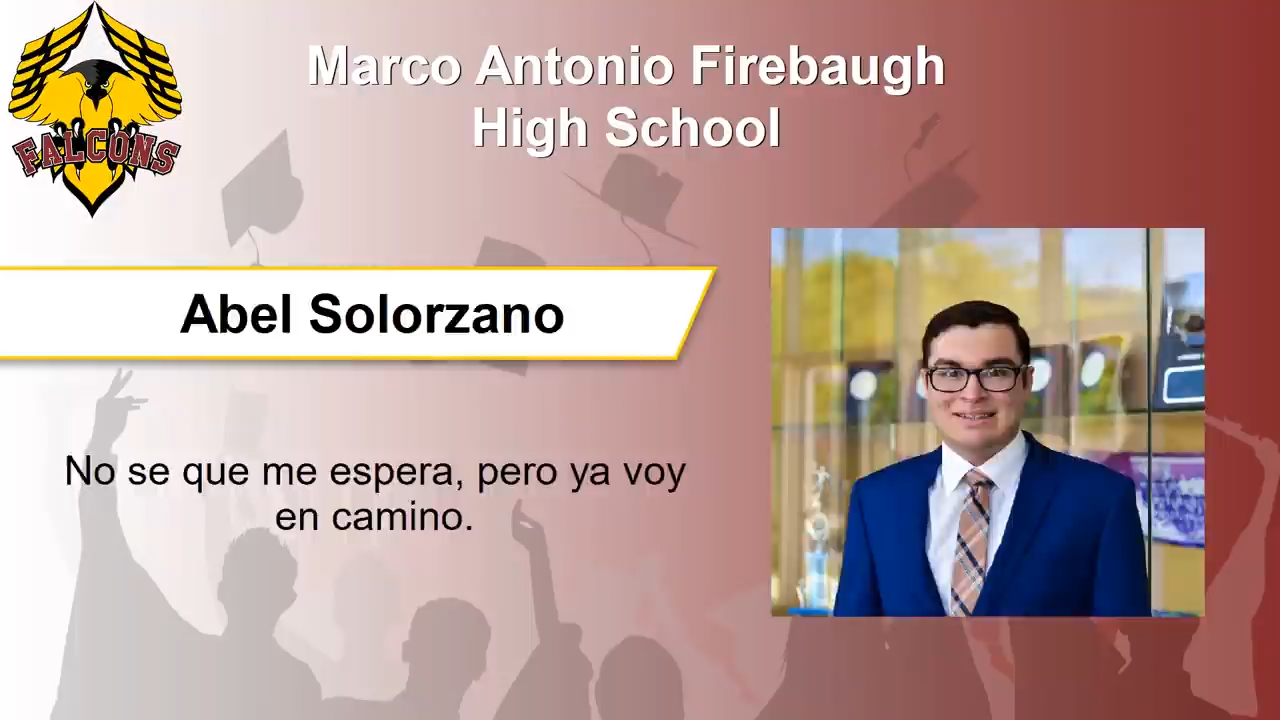 FALCONS
Marco Antonio Firebaugh
High School
Abel Solorzano
No se que me espera, pero ya voy
en camino.